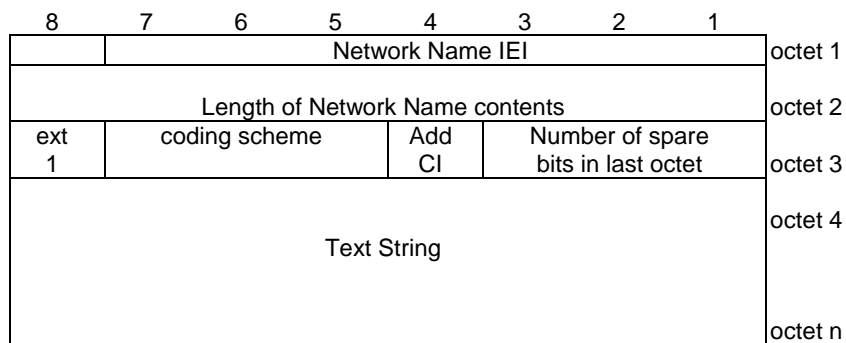 8 7 6 5 4 3 2 1
Network Name IEI octet 1
Length of Network Name contents octet 2
ext coding scheme Add Number of spare
1 CI bits in last octet octet 3
octet 4
Text String
octet n